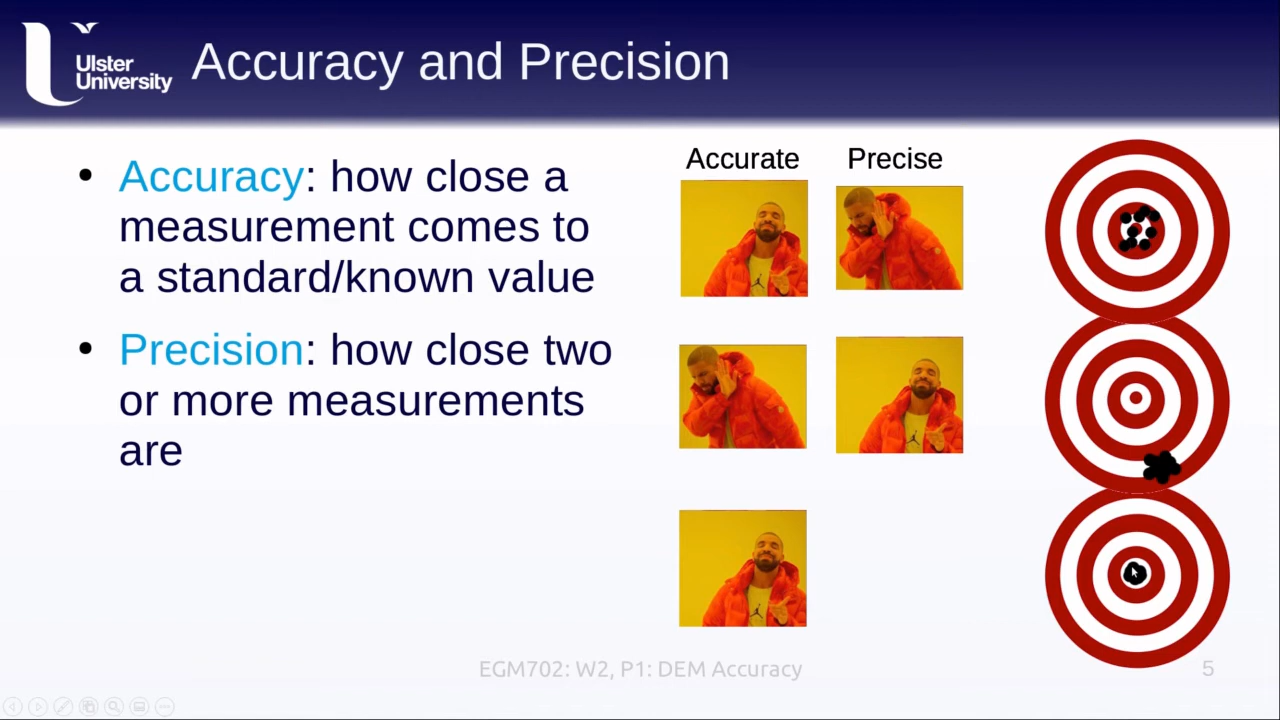 Ulster
University
Accuracy and Precision
• Accuracy: how close a
measurement comes to
a standard/known value
• Precision: how close two
or more measurements
are
Accurate Precise
EGM702: W2, P1: DEM Accuracy
5